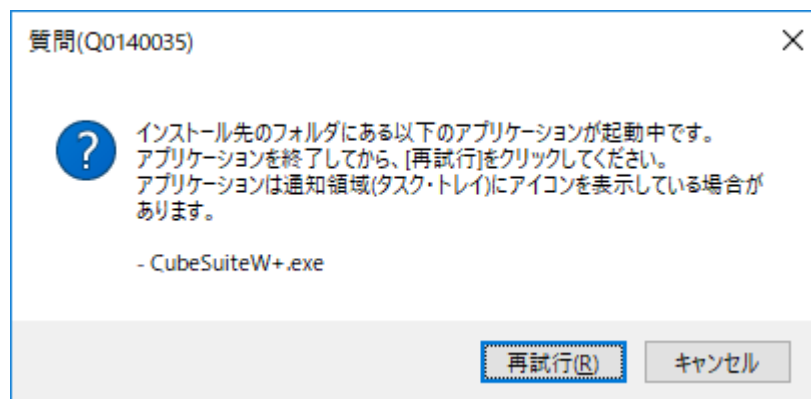 質問(Q0140035)
インストール先のフォルダにある以下のアプリケーションが起動中です。
アプリケーションを終了してから、[再試行]をクリックしてください。
アプリケーションは通知領域(タスク・トレイ)にアイコンを表示している場合が
あります。
- CubeSuiteW+.exe
再試行(R)
キャンセル